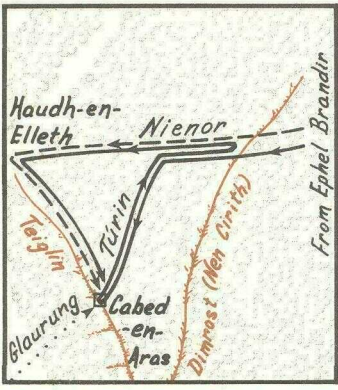 Haudh-en-
Elleth
Nienor
From Ephel Brandir
Teiglin
Túrin
Dimrost (Nen Cirith)
Glaurung
Cabed
-en-
Aras